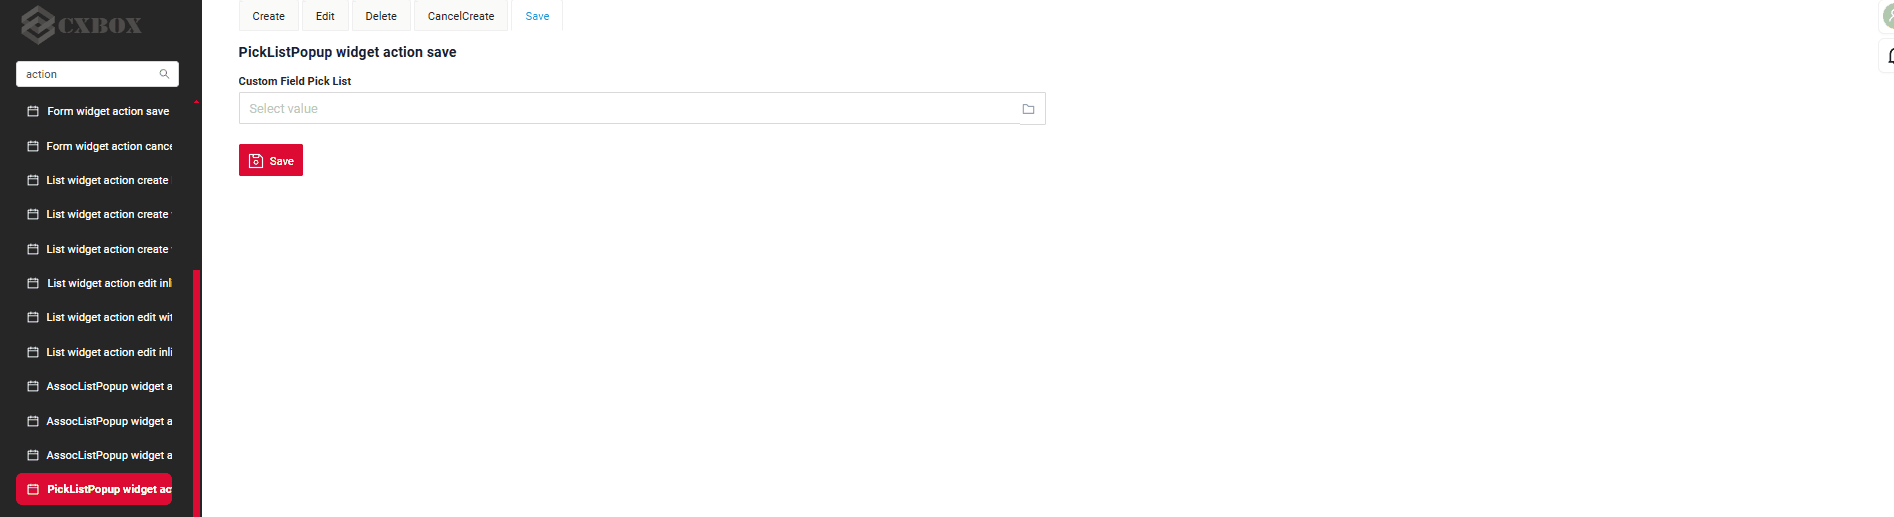 CXBOX
action
Form widget action save
Form widget action cance
List widget action create
List widget action create
List widget action create
List widget action edit inli
List widget action edit wit
List widget action edit inli
AssocListPopup widget a
AssocListPopup widget a
AssocListPopup widget a
PickListPopup widget ac
Create
Edit
Delete
CancelCreate
Save
PickListPopup widget action save
Custom Field Pick List
Select value
Save